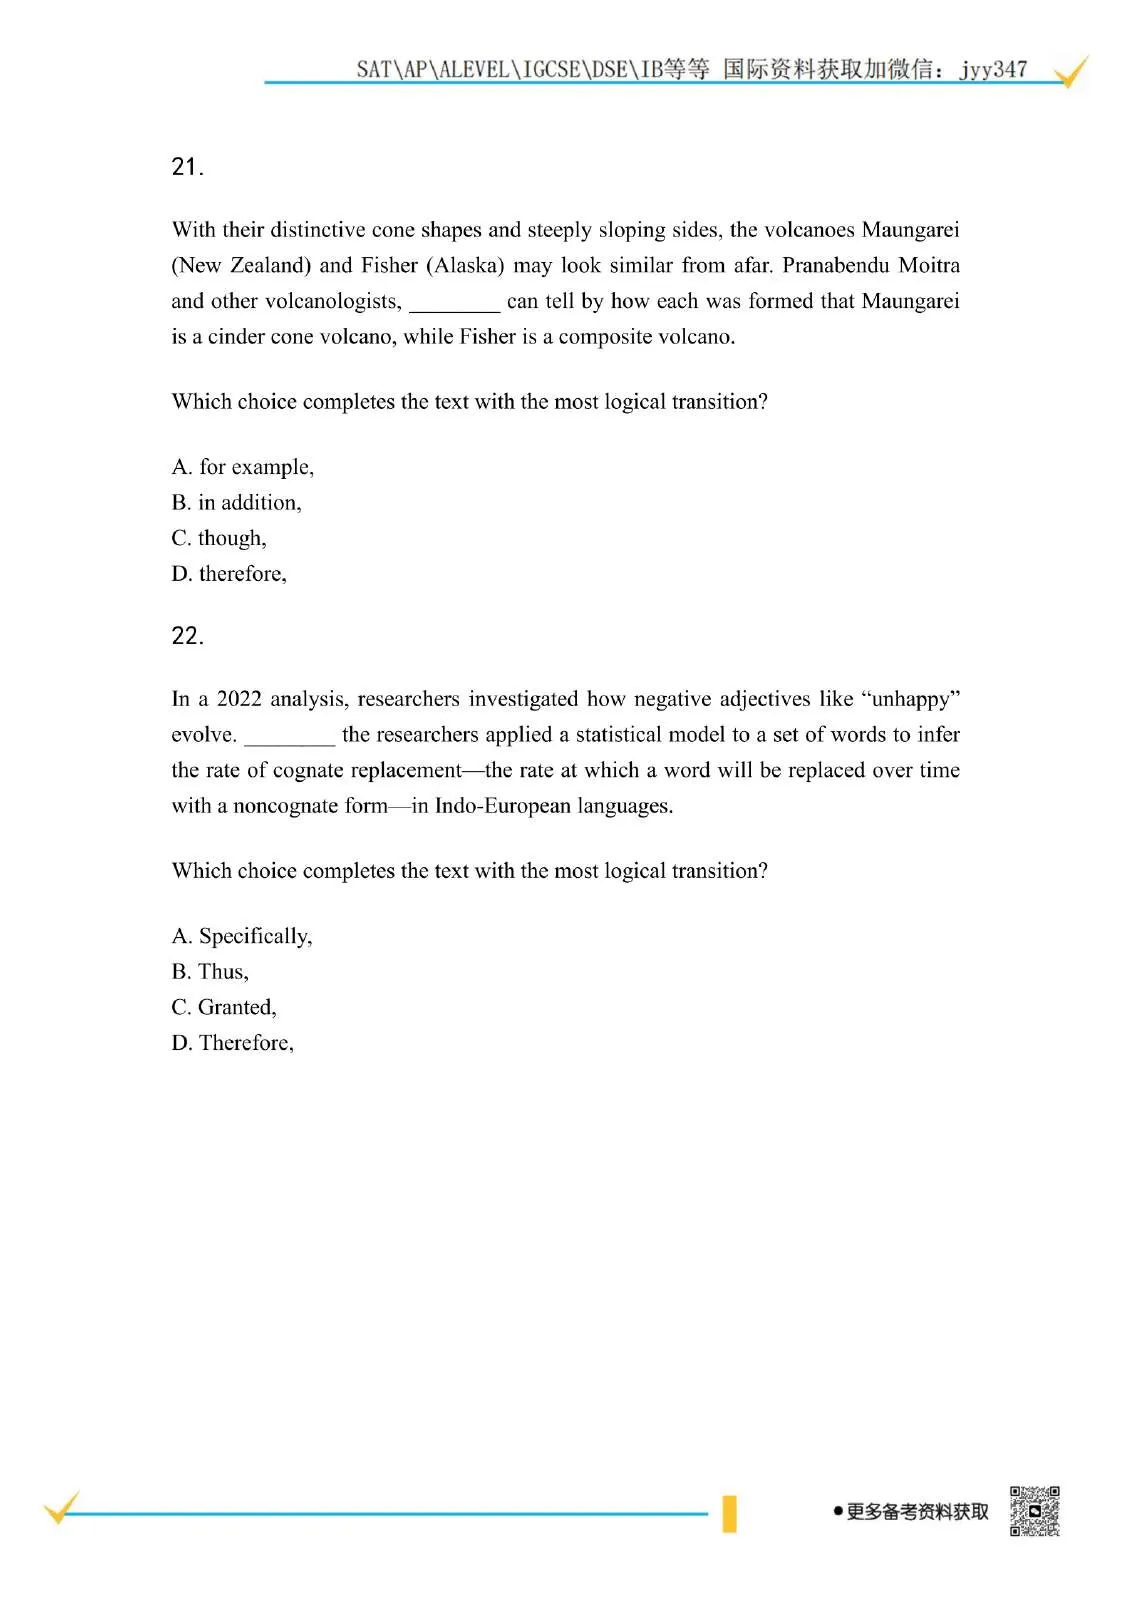 SAT\AP\ALEVEL\IGCSE\DSE\IB等等 国际资料获取加微信：jyy347
21.
With their distinctive cone shapes and steeply sloping sides, the volcanoes Maungarei
(New Zealand) and Fisher (Alaska) may look similar from afar. Pranabendu Moitra
and other volcanologists, ________ can tell by how each was formed that Maungarei
is a cinder cone volcano, while Fisher is a composite volcano.
Which choice completes the text with the most logical transition?
A. for example,
B. in addition,
C. though,
D. therefore,
22.
In a 2022 analysis, researchers investigated how negative adjectives like “unhappy”
evolve. ________ the researchers applied a statistical model to a set of words to infer
the rate of cognate replacement—the rate at which a word will be replaced over time
with a noncognate form—in Indo-European languages.
Which choice completes the text with the most logical transition?
A. Specifically,
B. Thus,
C. Granted,
D. Therefore,
●更多备考资料获取